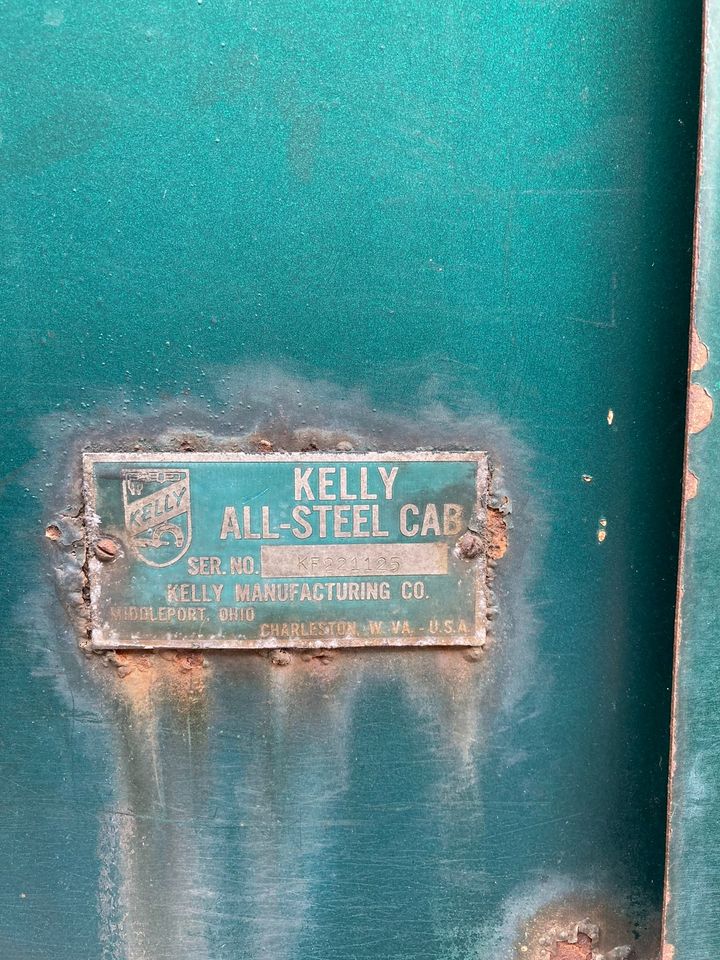 KELLY
KELLY
ALL-STEEL CAB
SER. NO. KF221125
KELLY MANUFACTURING CO.
MIDDLEPORT, OHIO
CHARLESTON, W. VA. - U.S.A.